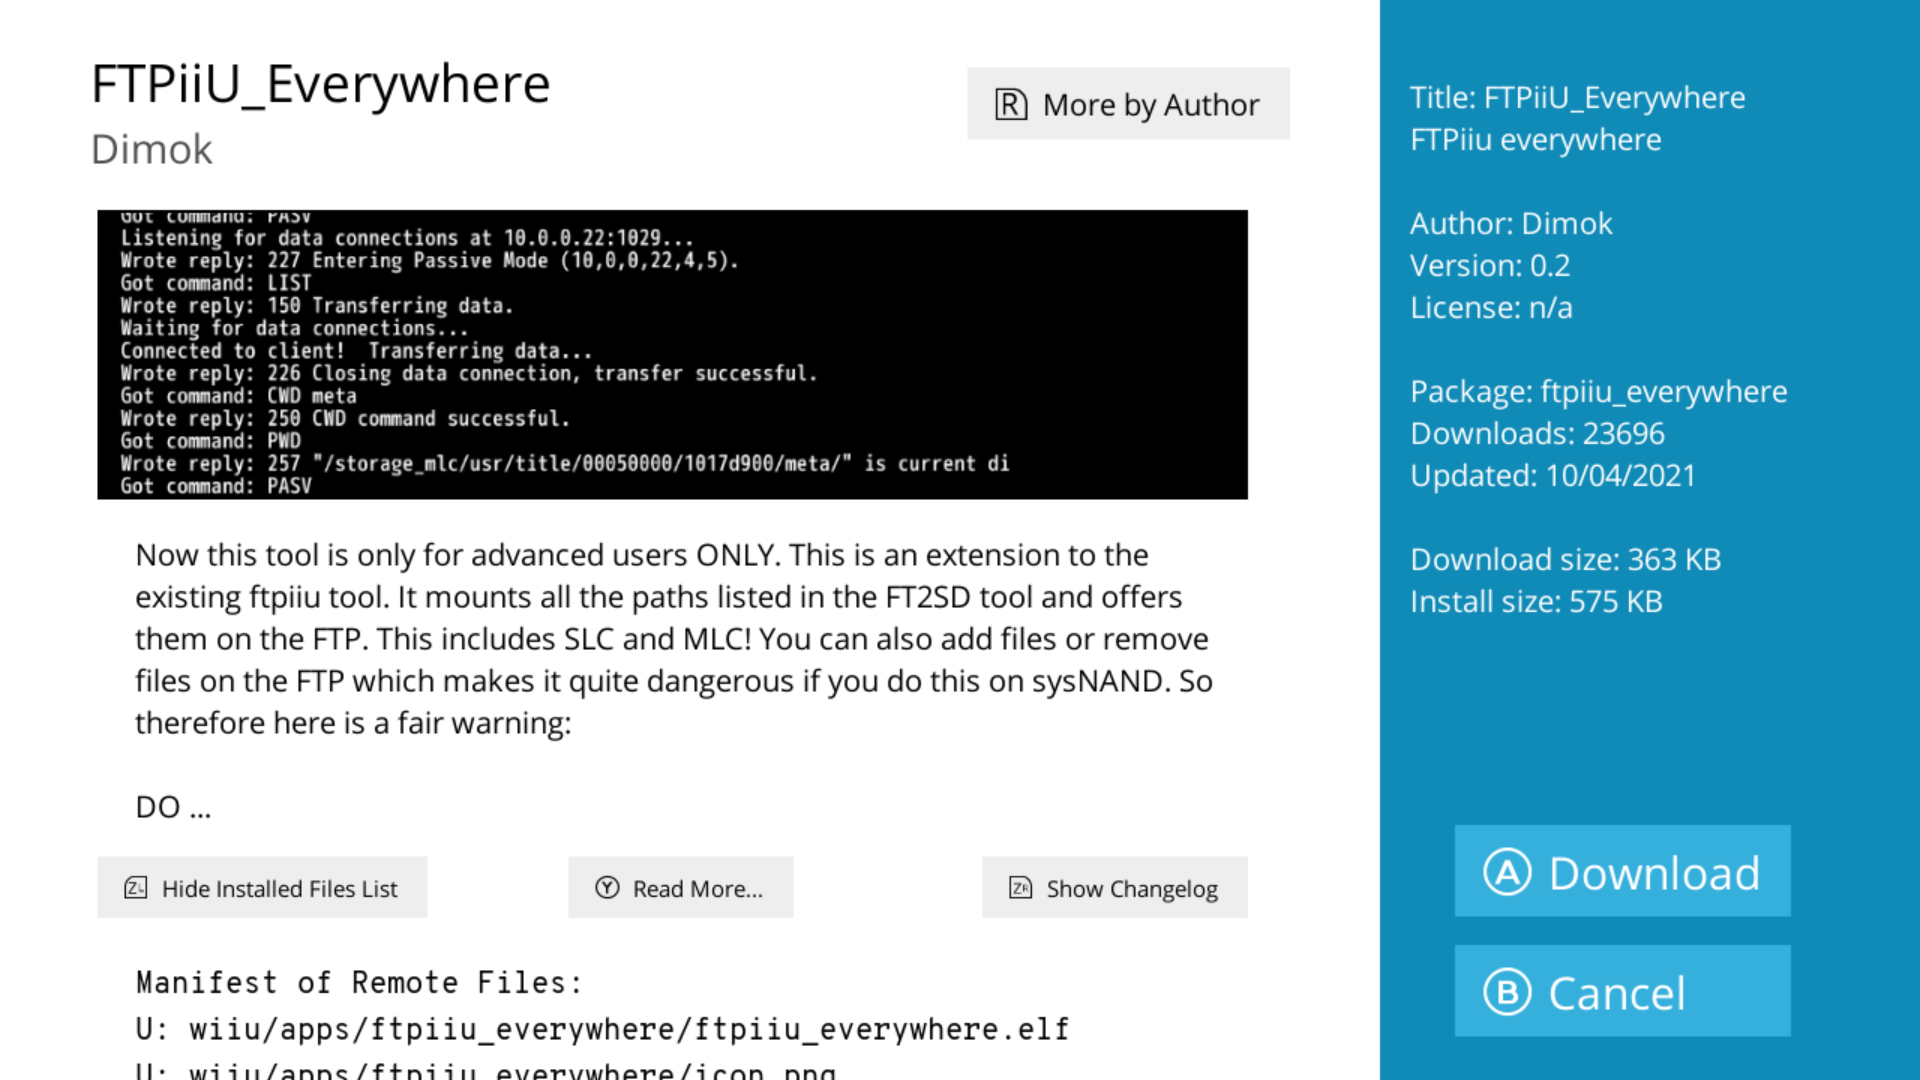 FTPiiU_Everywhere
Dimok
R More by Author
Got command: PASV
Listening for data connections at 10.0.0.22:1029...
Wrote reply: 227 Entering Passive Mode (10,0,0,22,4,5).
Got command: LIST
Wrote reply: 150 Transferring data.
Waiting for data connections...
Connected to client!  Transferring data...
Wrote reply: 226 Closing data connection, transfer successful.
Got command: CWD meta
Wrote reply: 250 CWD command successful.
Got command: PWD
Wrote reply: 257 "/storage_mlc/usr/title/00050000/1017d900/meta/" is current di
Got command: PASV
Now this tool is only for advanced users ONLY. This is an extension to the
existing ftpiiu tool. It mounts all the paths listed in the FT2SD tool and offers
them on the FTP. This includes SLC and MLC! You can also add files or remove
files on the FTP which makes it quite dangerous if you do this on sysNAND. So
therefore here is a fair warning:
DO ...
ZL Hide Installed Files List
Y Read More...
ZR Show Changelog
Manifest of Remote Files:
U: wiiu/apps/ftpiiu_everywhere/ftpiiu_everywhere.elf
U: wiiu/apps/ftpiiu_everywhere/icon.png
Title: FTPiiU_Everywhere
FTPiiu everywhere
Author: Dimok
Version: 0.2
License: n/a
Package: ftpiiu_everywhere
Downloads: 23696
Updated: 10/04/2021
Download size: 363 KB
Install size: 575 KB
A Download
B Cancel